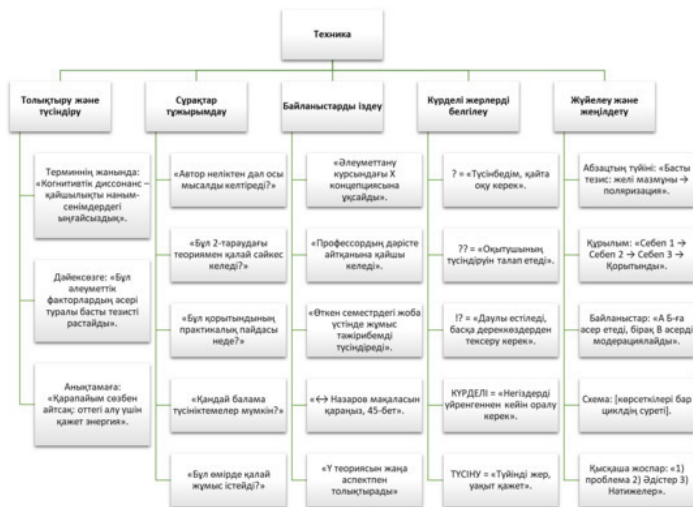 Техника
Толықтыру және
түсіндіру
Терминнің жанында:
«Когнитивтік диссонанс –
қайшылықты наным-
сенімдердегі
ыңғайсыздық».
Дәйексөзге: «Бұл
әлеуметтік
факторлардың әсері
туралы басты тезисті
растайды».
Анықтамаға:
«Қарапайым сөзбен
айтсақ: оттегі алу үшін
қажет энергия».
Сұрақтар
тұжырымдау
«Автор неліктен дәл осы
мысалды келтіреді?»
«Бұл 2-тараудағы
теориямен қалай сәйкес
келеді?»
«Бұл қорытындының
практикалық пайдасы
неде?»
«Қандай балама
түсініктемелер мүмкін?»
«Бұл өмірде қалай
жұмыс істейді?»
Байланыстарды іздеу
«Әлеуметтану
курсындағы X
концепциясына
ұқсайды».
«Профессордың дәрісте
айтқанына қайшы
келеді».
«Өткен семестрдегі жоба
үстінде жұмыс
тәжірибемді
түсіндіреді».
«↔ Назаров мақаласын
қараңыз, 45-бет».
«Y теориясын жаңа
аспектпен
толықтырады»
Күрделі жерлерді
белгілеу
? = «Түсінбедім, қайта
оқу керек».
?? = «Оқытушының
түсіндіруін талап етеді».
!? = «Даулы естіледі,
басқа дереккөздерден
тексеру керек».
КҮРДЕЛІ = «Негіздерді
үйренгеннен кейін оралу
керек».
ТҮСІНУ = «Түйінді жер,
уақыт қажет».
Жүйелеу және
жеңілдету
Абзацтың түйіні: «Басты
тезис: желі мазмұны →
поляризация».
Құрылым: «Себеп 1 →
Себеп 2 → Себеп 3 →
Қорытынды».
Байланыстар: «А Б-ға
әсер етеді, бірақ В әсерді
модерациялайды».
Схема: [көрсеткілері бар
циклдің суреті].
Қысқаша жоспар: «1)
проблема 2) Әдістер 3)
Нәтижелер».